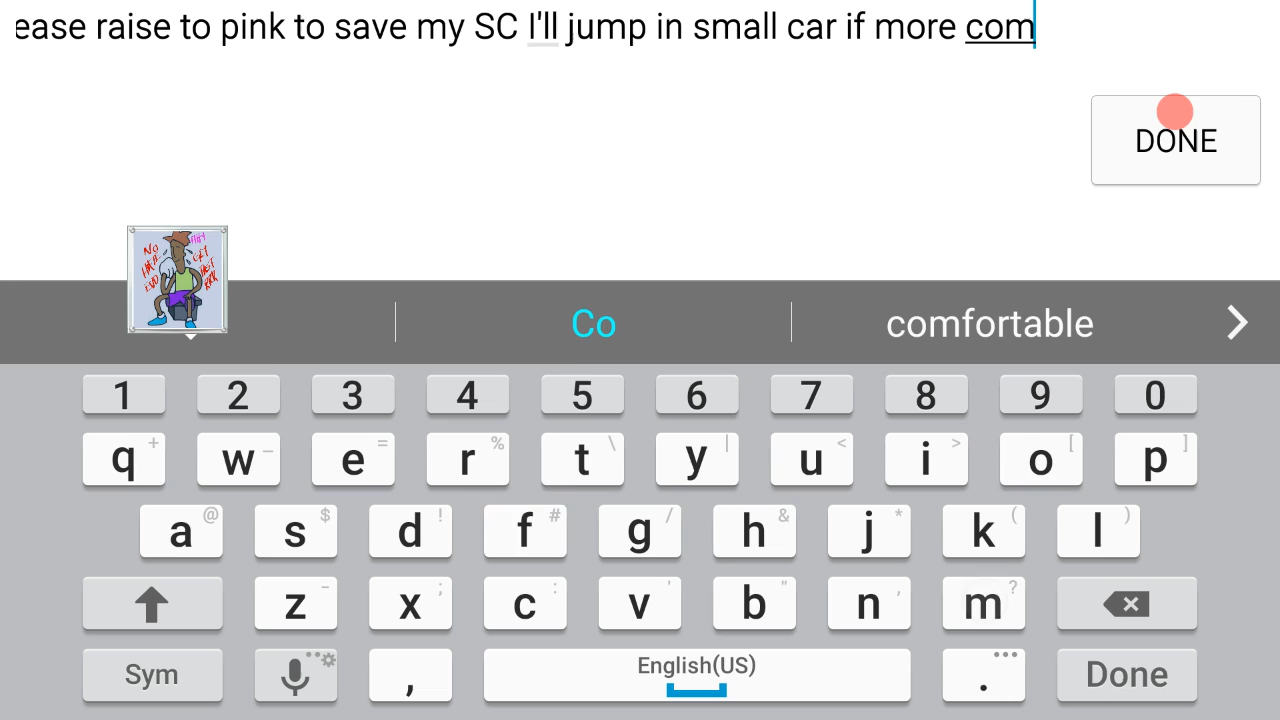 ease raise to pink to save my SC I'll jump in small car if more com
DONE
Co comfortable
1 2 3 4 5 6 7 8 9 0
q + w _ e = r % t \ y | u < i > o [ p ]
a @ s $ d ! f # g / h & j * k ( l )
z - x ; c : v ' b " n , m ?
Sym , English(US) . Done